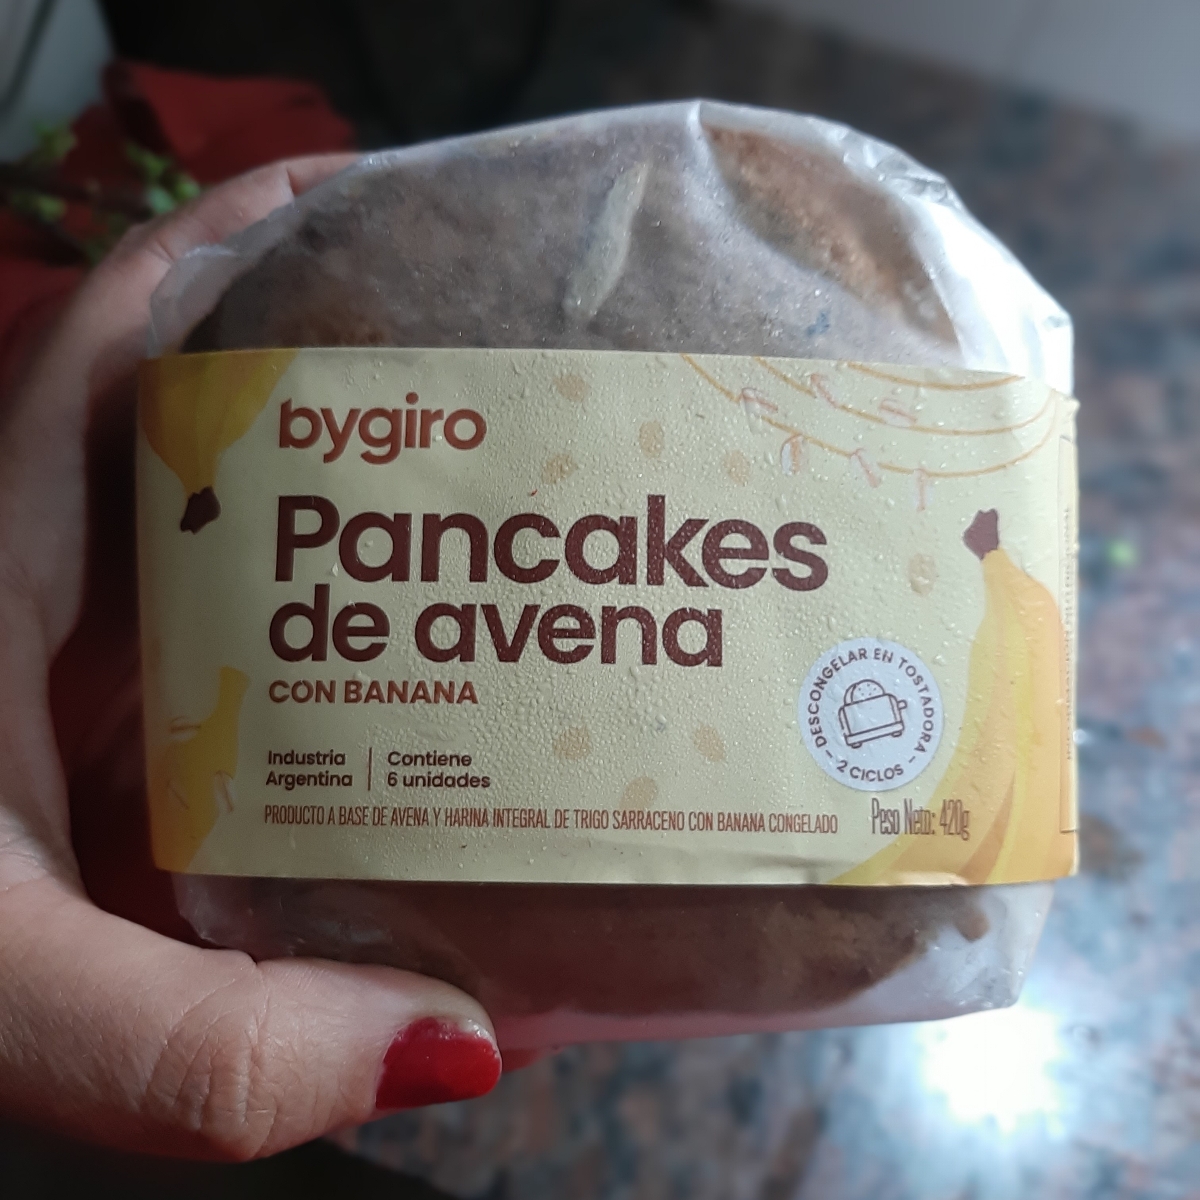 bygiro
Pancakes
de avena
CON BANANA
Industria
Argentina
Contiene
6 unidades
DESCONGELAR EN TOSTADORA
2 CICLOS
PRODUCTO A BASE DE AVENA Y HARINA INTEGRAL DE TRIGO SARRACENO CON BANANA CONGELADO
Peso Neto: 420g